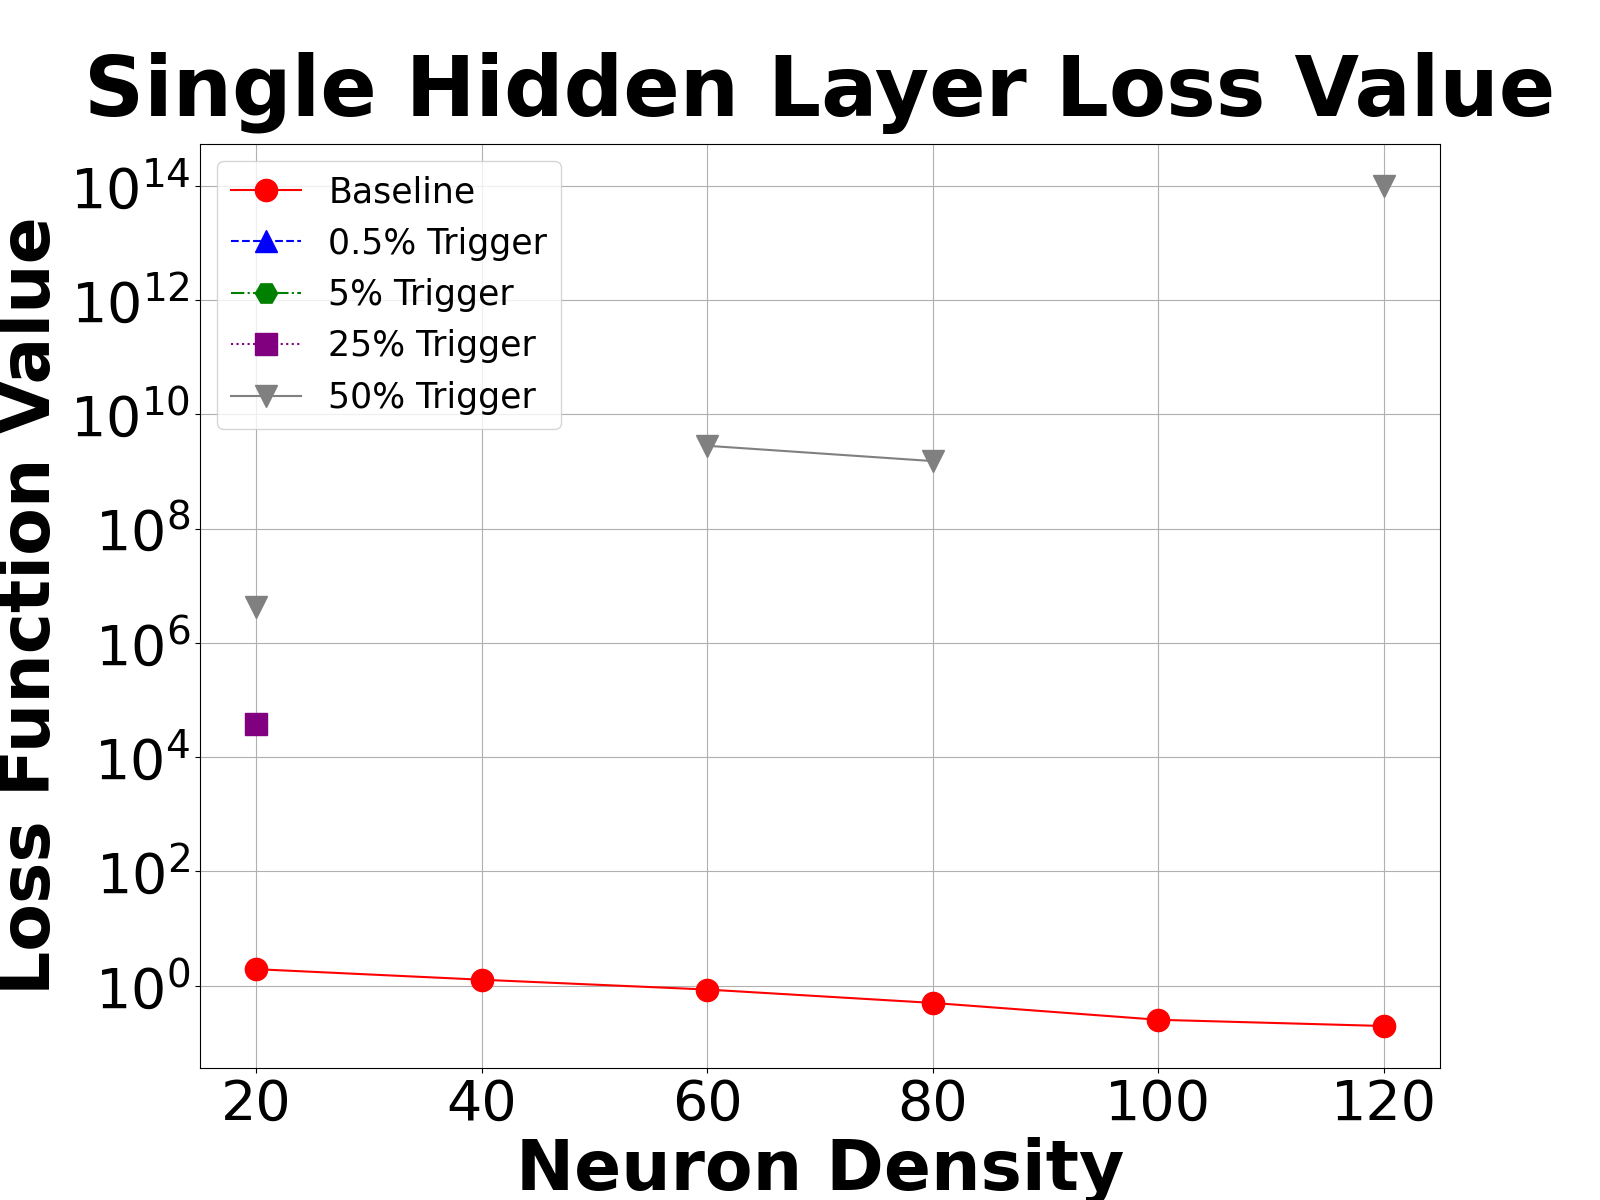 Single Hidden Layer Loss Value
Loss Function Value
10^14
10^12
10^10
10^8
10^6
10^4
10^2
10^0
Baseline
0.5% Trigger
5% Trigger
25% Trigger
50% Trigger
20 40 60 80 100 120
Neuron Density